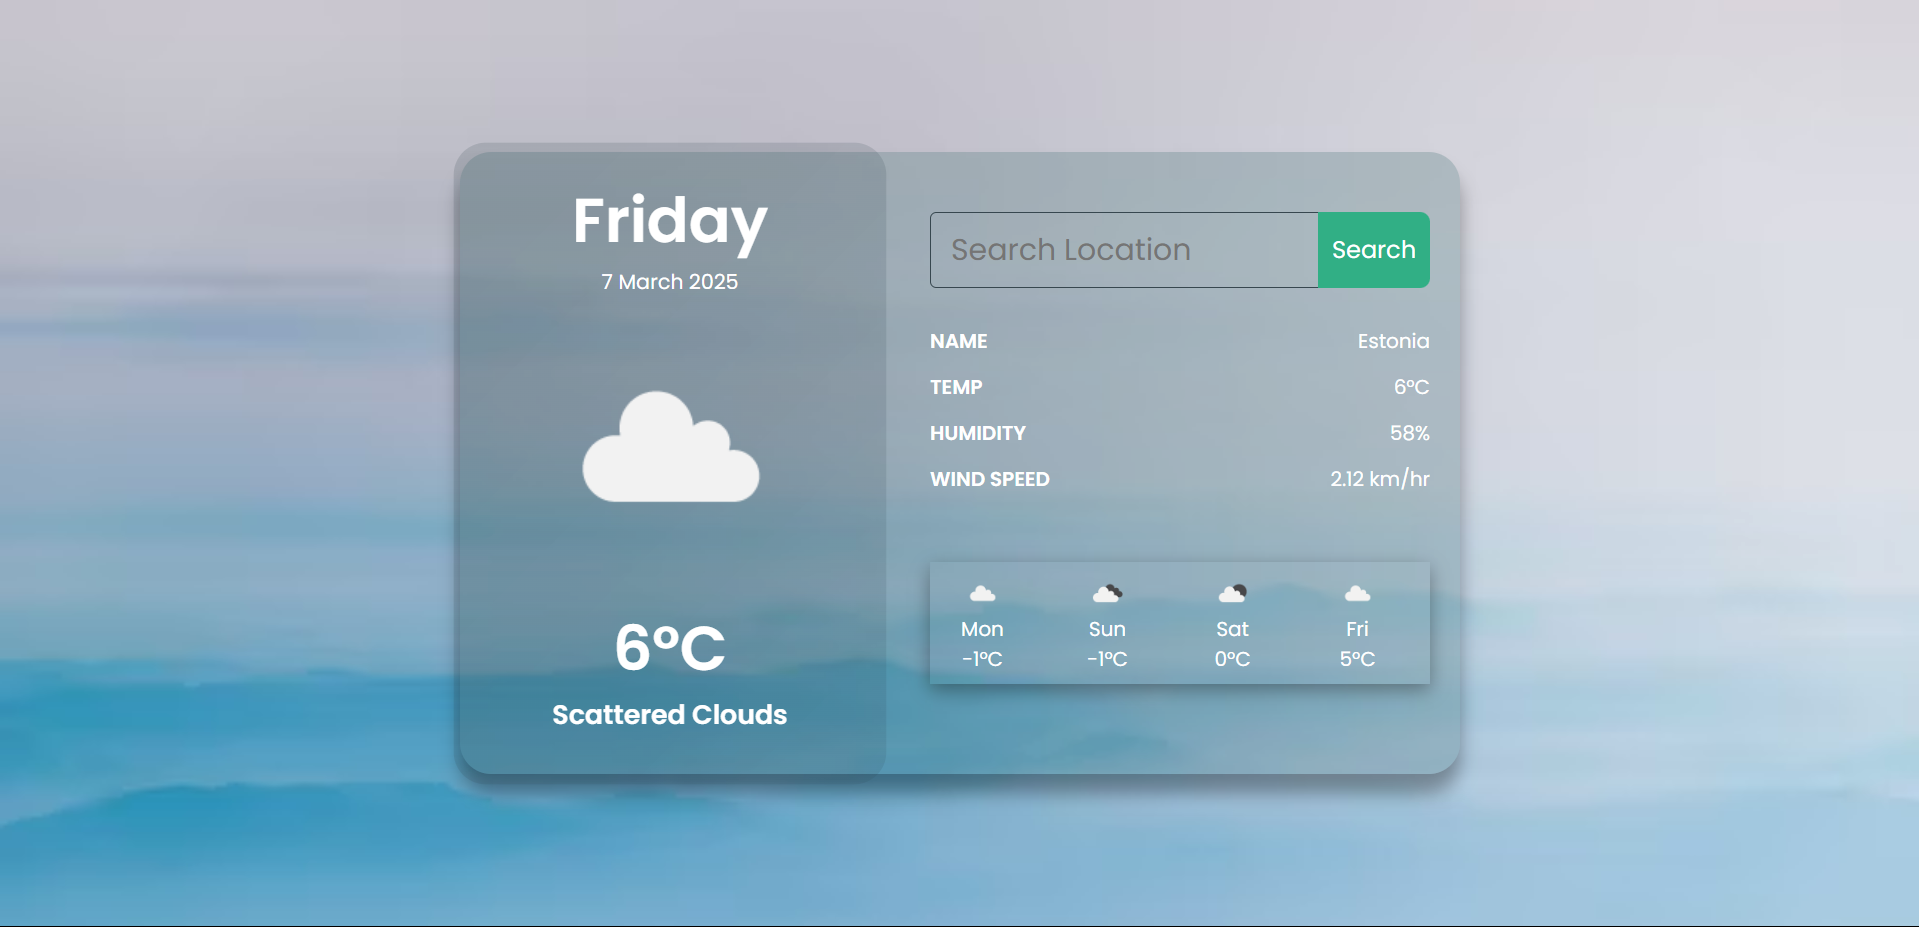 Friday
7 March 2025
6°C
Scattered Clouds
Search Location
Search
NAME Estonia
TEMP 6°C
HUMIDITY 58%
WIND SPEED 2.12 km/hr
Mon Sun Sat Fri
-1°C -1°C 0°C 5°C